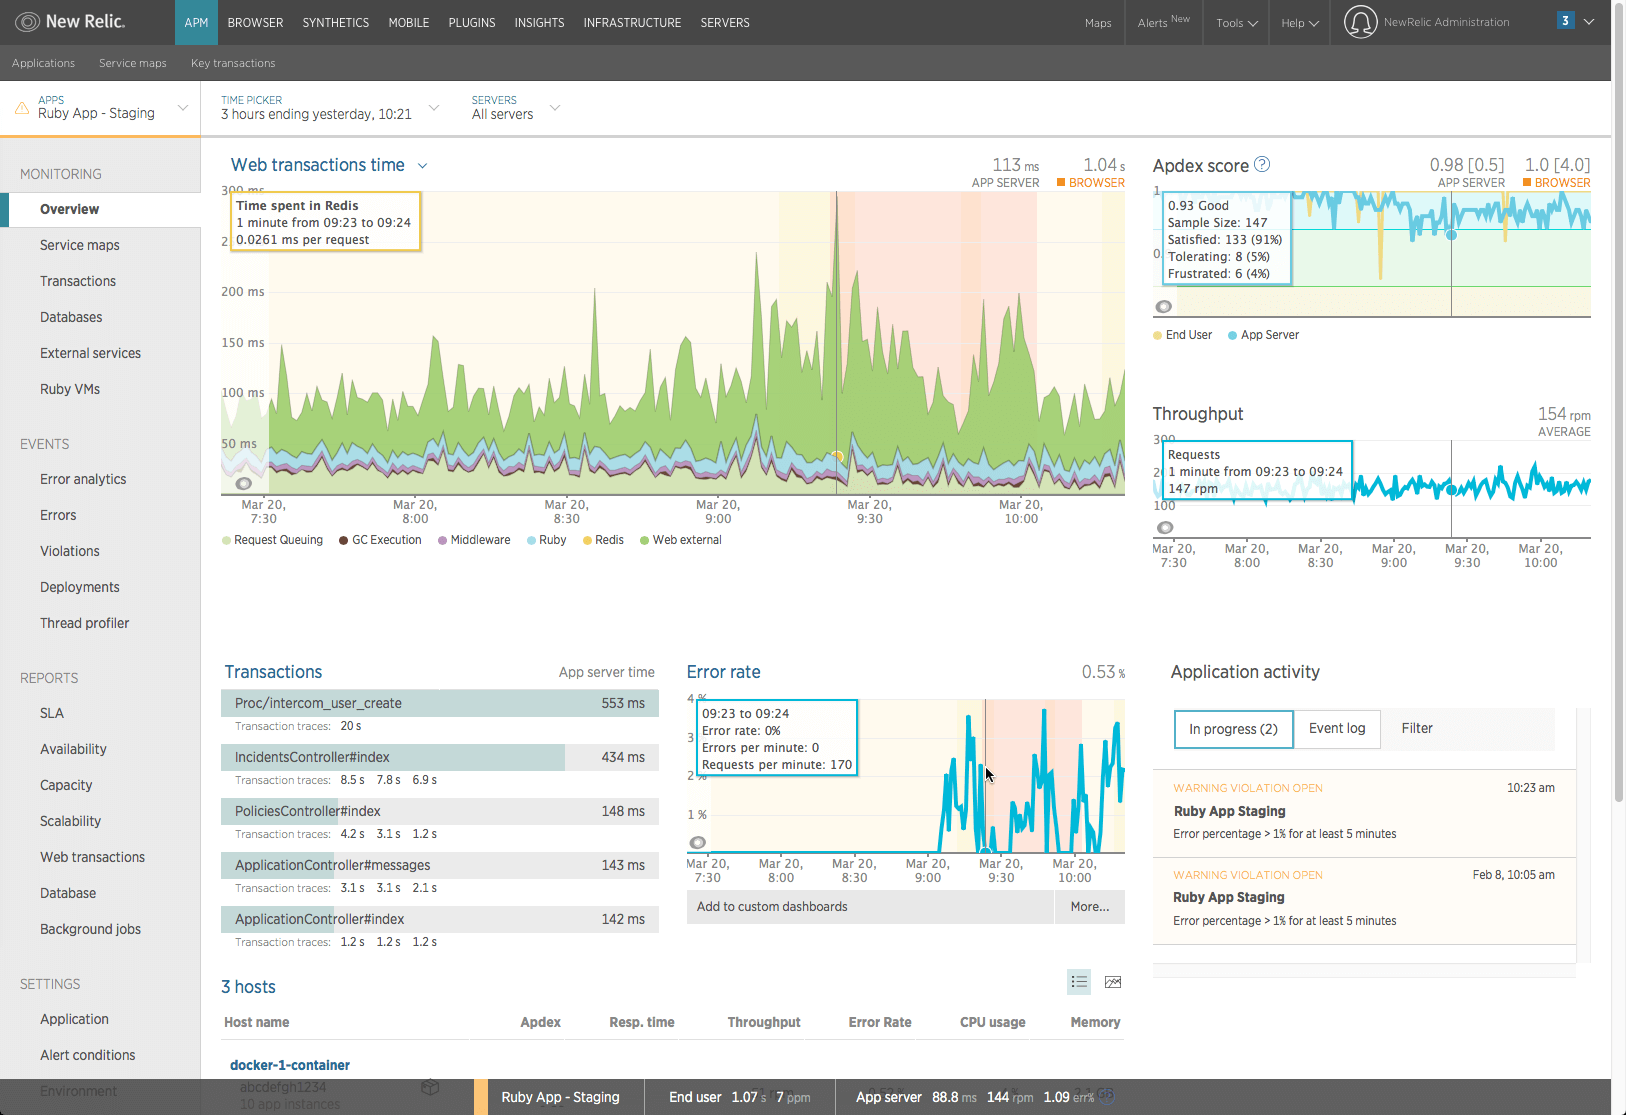 New Relic.
APM BROWSER SYNTHETICS MOBILE PLUGINS INSIGHTS INFRASTRUCTURE SERVERS
Maps Alerts New Tools Help NewRelic Administration 3
Applications Service maps Key transactions
APPS
Ruby App - Staging
TIME PICKER
3 hours ending yesterday, 10:21
SERVERS
All servers
MONITORING
Overview
Service maps
Transactions
Databases
External services
Ruby VMs
EVENTS
Error analytics
Errors
Violations
Deployments
Thread profiler
REPORTS
SLA
Availability
Capacity
Scalability
Web transactions
Database
Background jobs
SETTINGS
Application
Alert conditions
Environment
Web transactions time
113 ms
APP SERVER
1.04 s
BROWSER
300 ms
Time spent in Redis
1 minute from 09:23 to 09:24
0.0261 ms per request
200 ms
150 ms
100 ms
50 ms
Mar 20, 7:30
Mar 20, 8:00
Mar 20, 8:30
Mar 20, 9:00
Mar 20, 9:30
Mar 20, 10:00
Request Queuing GC Execution Middleware Ruby Redis Web external
Apdex score ?
0.98 [0.5]
APP SERVER
1.0 [4.0]
BROWSER
1
0.93 Good
Sample Size: 147
Satisfied: 133 (91%)
Tolerating: 8 (5%)
Frustrated: 6 (4%)
End User App Server
Throughput
154 rpm
AVERAGE
300
Requests
1 minute from 09:23 to 09:24
147 rpm
100
Mar 20, 7:30
Mar 20, 8:00
Mar 20, 8:30
Mar 20, 9:00
Mar 20, 9:30
Mar 20, 10:00
Transactions App server time
Proc/intercom_user_create 553 ms
Transaction traces: 20 s
IncidentsController#index 434 ms
Transaction traces: 8.5 s 7.8 s 6.9 s
PoliciesController#index 148 ms
Transaction traces: 4.2 s 3.1 s 1.2 s
ApplicationController#messages 143 ms
Transaction traces: 3.1 s 3.1 s 2.1 s
ApplicationController#index 142 ms
Transaction traces: 1.2 s 1.2 s 1.2 s
Error rate 0.53 %
4 %
09:23 to 09:24
Error rate: 0%
Errors per minute: 0
Requests per minute: 170
3
2 %
1 %
Mar 20, 7:30
Mar 20, 8:00
Mar 20, 8:30
Mar 20, 9:00
Mar 20, 9:30
Mar 20, 10:00
Add to custom dashboards More...
Application activity
In progress (2) Event log Filter
WARNING VIOLATION OPEN 10:23 am
Ruby App Staging
Error percentage > 1% for at least 5 minutes
WARNING VIOLATION OPEN Feb 8, 10:05 am
Ruby App Staging
Error percentage > 1% for at least 5 minutes
3 hosts
Host name Apdex Resp. time Throughput Error Rate CPU usage Memory
docker-1-container
abcdefgh1234
10 app instances
Ruby App - Staging End user 1.07 s 7 ppm App server 88.8 ms 144 rpm 1.09 err%